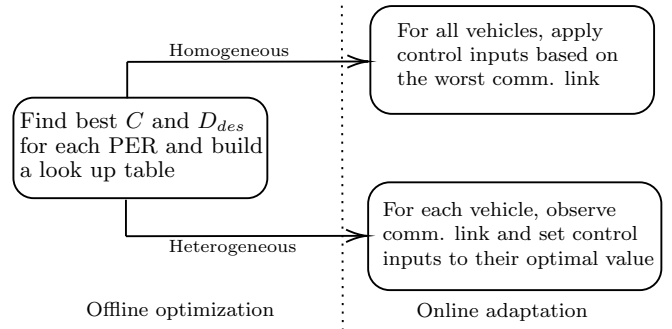 Homogeneous
For all vehicles, apply
control inputs based on
the worst comm. link
Find best C and D_des
for each PER and build
a look up table
For each vehicle, observe
comm. link and set control
inputs to their optimal value
Heterogeneous
Offline optimization
Online adaptation